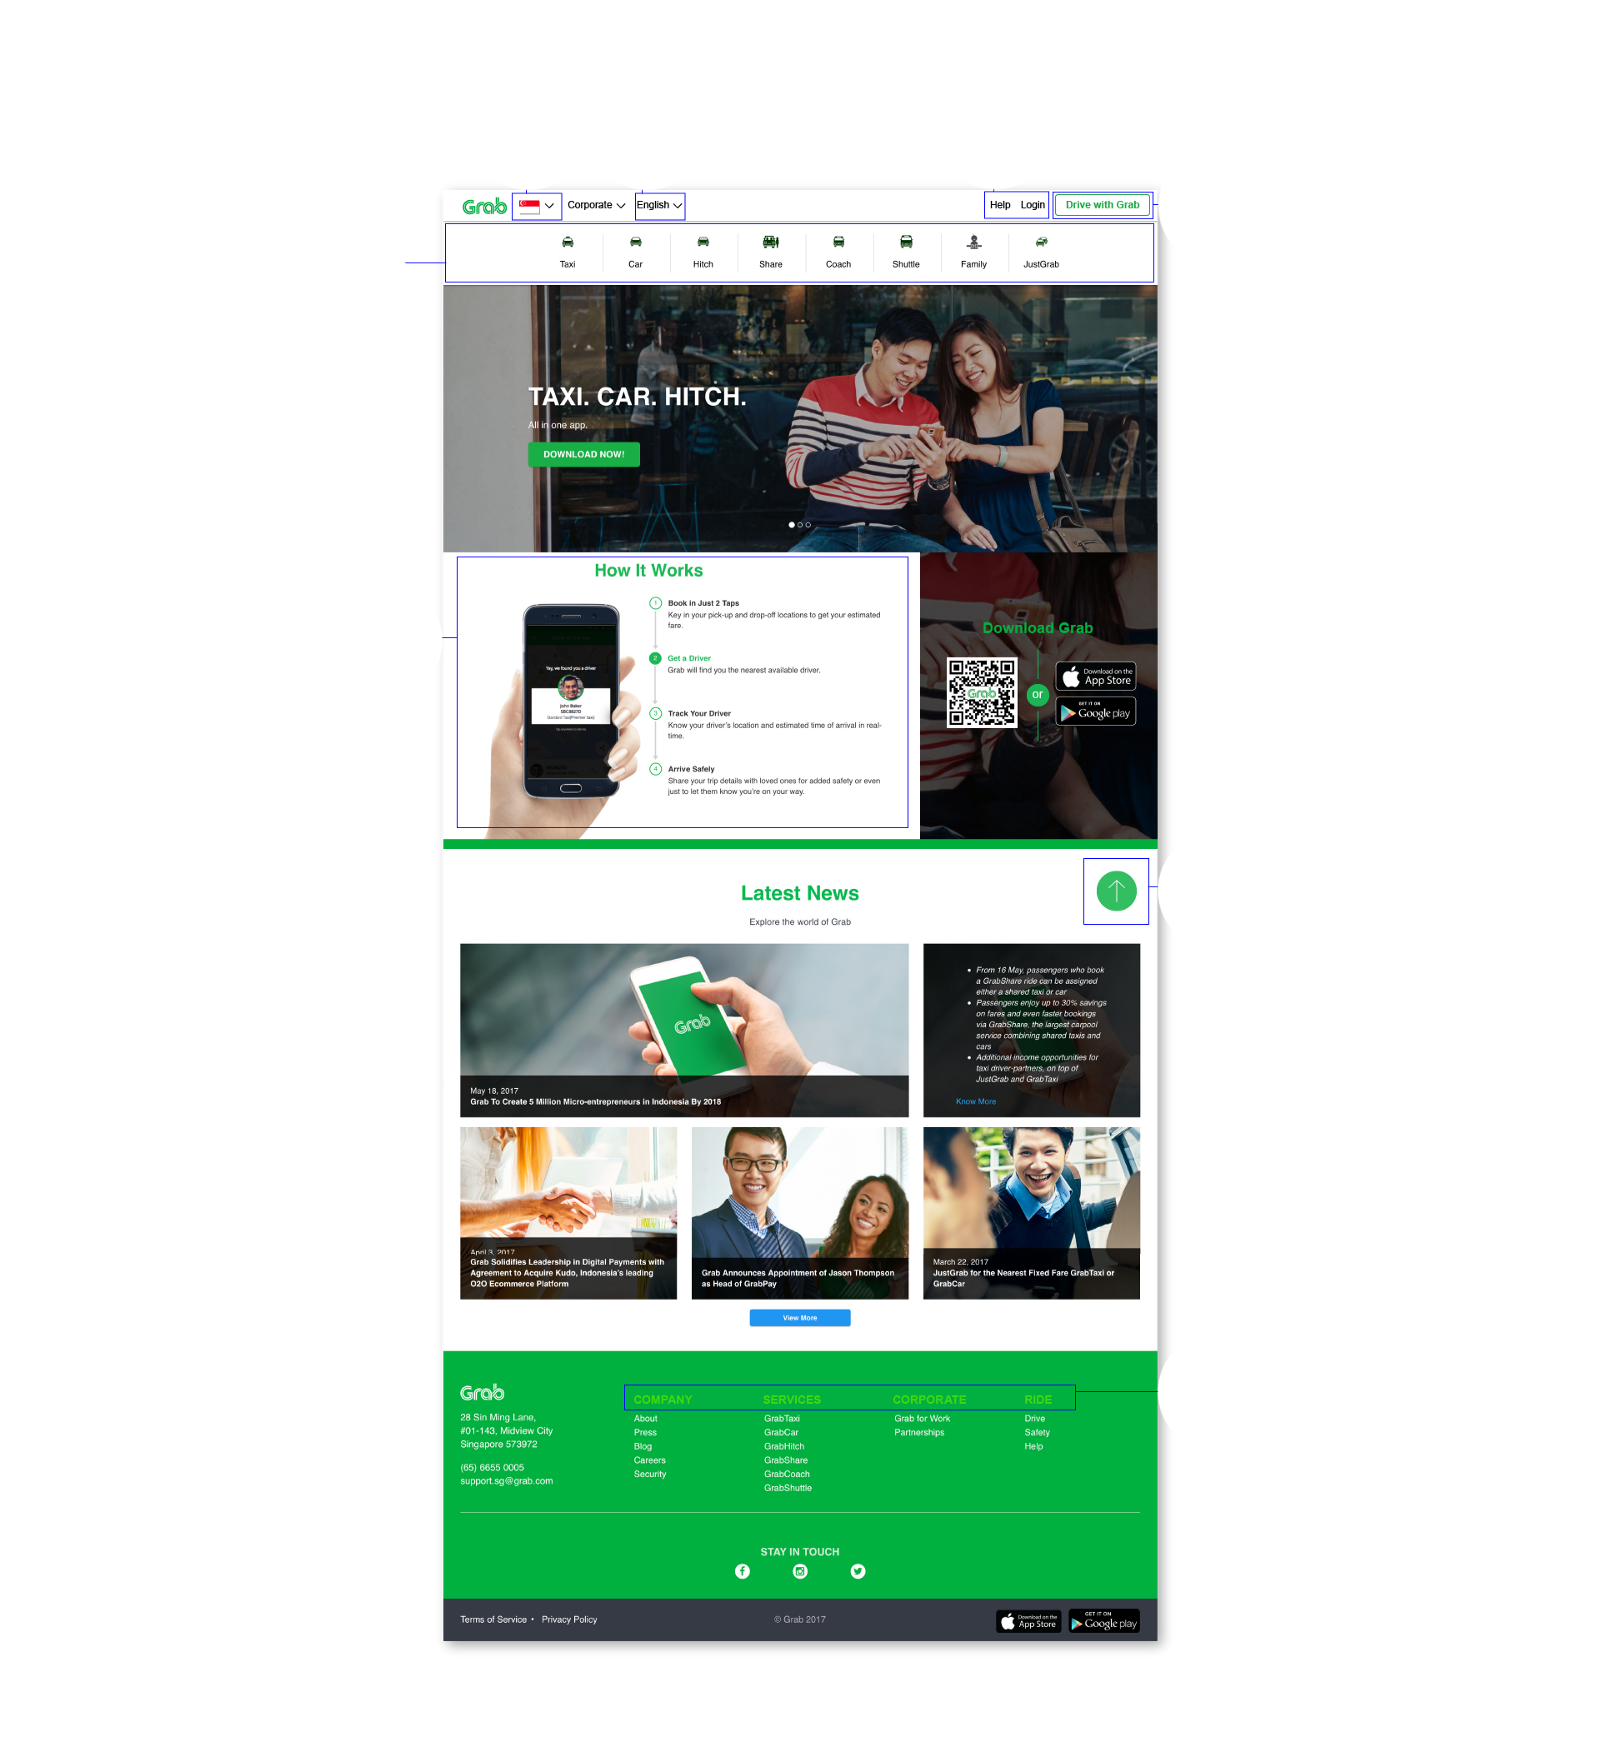 Grab
Corporate
English
Help
Login
Drive with Grab
Taxi
Car
Hitch
Share
Coach
Shuttle
Family
JustGrab
TAXI. CAR. HITCH.
All in one app.
DOWNLOAD NOW!
How It Works
1
Book in Just 2 Taps
Key in your pick-up and drop-off locations to get your estimated
fare.
2
Get a Driver
Grab will find you the nearest available driver.
3
Track Your Driver
Know your driver's location and estimated time of arrival in real-
time.
4
Arrive Safely
Share your trip details with loved ones for added safety or even
just to let them know you're on your way.
Yay, we found you a driver
John Baker
Download Grab
Grab
or
Download on the
App Store
GET IT ON
Google play
Latest News
Explore the world of Grab
Grab
May 18, 2017
Grab To Create 5 Million Micro-entrepreneurs in Indonesia By 2018
• From 16 May, passengers who book
a GrabShare ride can be assigned
either a shared taxi or car
• Passengers enjoy up to 30% savings
on fares and even faster bookings
via GrabShare, the largest carpool
service combining shared taxis and
cars
• Additional income opportunities for
taxi driver-partners, on top of
JustGrab and GrabTaxi
Know More
April 3, 2017
Grab Solidifies Leadership in Digital Payments with
Agreement to Acquire Kudo, Indonesia's leading
O2O Ecommerce Platform
Grab Announces Appointment of Jason Thompson
as Head of GrabPay
March 22, 2017
JustGrab for the Nearest Fixed Fare GrabTaxi or
GrabCar
View More
Grab
28 Sin Ming Lane,
#01-143, Midview City
Singapore 573972
(65) 6655 0005
support.sg@grab.com
COMPANY
About
Press
Blog
Careers
Security
SERVICES
GrabTaxi
GrabCar
GrabHitch
GrabShare
GrabCoach
GrabShuttle
CORPORATE
Grab for Work
Partnerships
RIDE
Drive
Safety
Help
STAY IN TOUCH
Terms of Service • Privacy Policy
© Grab 2017
Download on the
App Store
GET IT ON
Google play